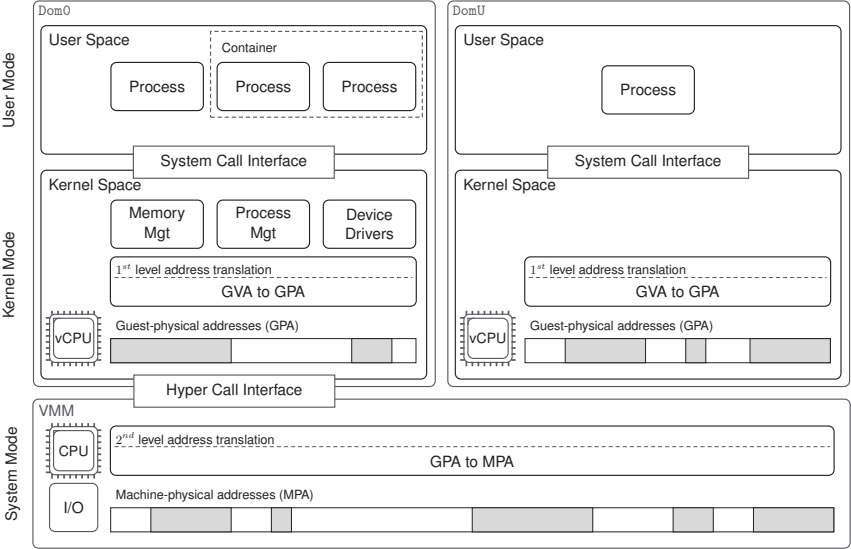 Dom0
User Space
Container
Process
Process
Process
System Call Interface
Kernel Space
Memory
Mgt
Process
Mgt
Device
Drivers
1st level address translation
GVA to GPA
vCPU
Guest-physical addresses (GPA)
Hyper Call Interface
DomU
User Space
Process
System Call Interface
Kernel Space
1st level address translation
GVA to GPA
vCPU
Guest-physical addresses (GPA)
VMM
CPU
2nd level address translation
GPA to MPA
I/O
Machine-physical addresses (MPA)
User Mode
Kernel Mode
System Mode